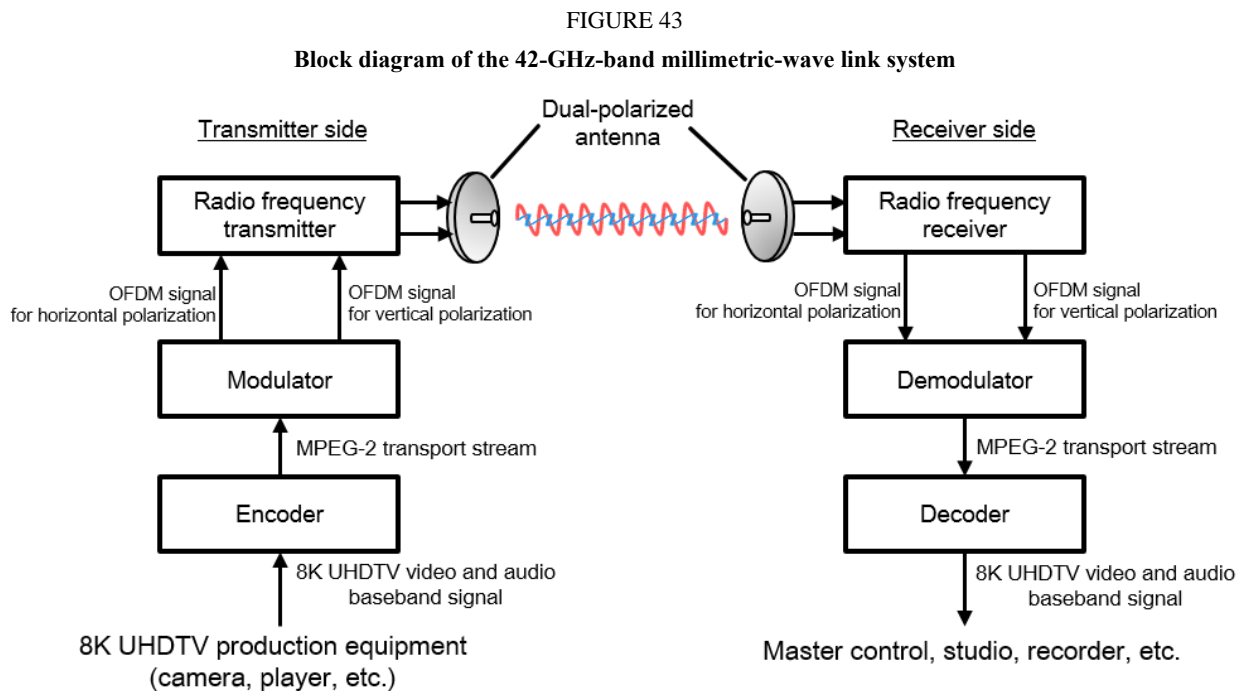 FIGURE 43
Block diagram of the 42-GHz-band millimetric-wave link system
Transmitter side
Dual-polarized
antenna
Receiver side
Radio frequency
transmitter
Radio frequency
receiver
OFDM signal
for horizontal polarization
OFDM signal
for vertical polarization
OFDM signal
for horizontal polarization
OFDM signal
for vertical polarization
Modulator
Demodulator
MPEG-2 transport stream
MPEG-2 transport stream
Encoder
Decoder
8K UHDTV video and audio
baseband signal
8K UHDTV video and audio
baseband signal
8K UHDTV production equipment
(camera, player, etc.)
Master control, studio, recorder, etc.